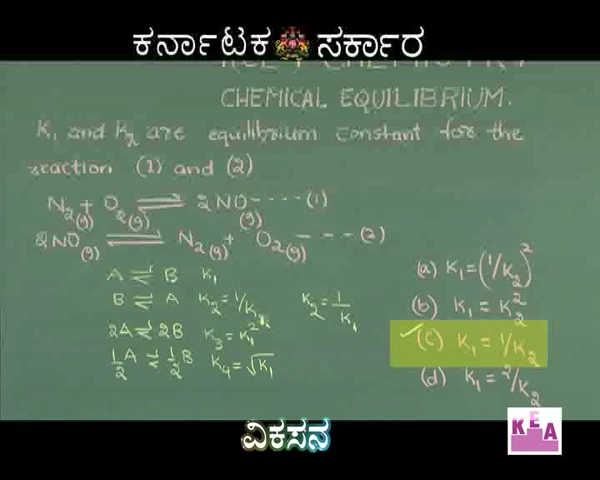 ಕರ್ನಾಟಕ ಸರ್ಕಾರ
CHEMICAL EQUILIBRIUM.
K₁ and K₂ are equilibrium constant for the
reaction (1) and (2)
N₂(g) + O₂(g) ⇌ 2NO(g) ---- (1)
2NO(g) ⇌ N₂(g) + O₂(g) ---- (2)
A ⇌ B K₁
B ⇌ A K₂ = 1/K₁ K₂ = 1/K₁
2A ⇌ 2B K₃ = K₁²
1/2 A ⇌ 1/2 B K₄ = √K₁
(a) K₁ = (1/K₂)²
(b) K₁ = K₂²
✓(c) K₁ = 1/K₂
(d) K₁ = 2/K₂
ವಿಕಸನ
KEA